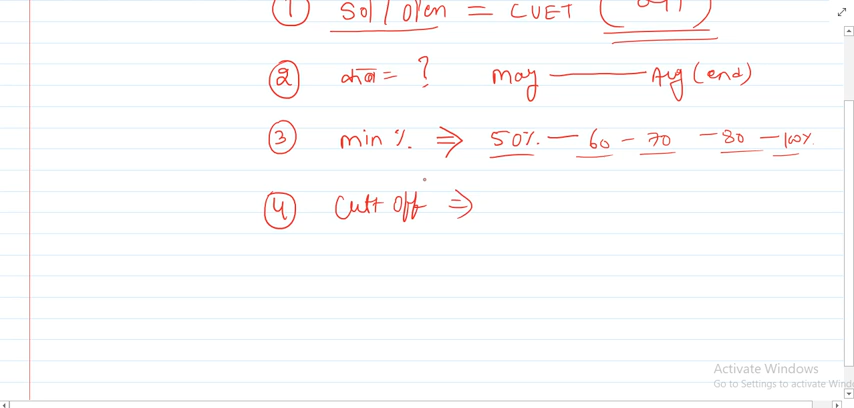 ① Sol / Open = CUET (
② कब = ? May — Aug (end)
③ min % ⇒ 50% — 60 — 70 — 80 — 100%
④ Cutt off ⇒
Activate Windows
Go to Settings to activate Wind